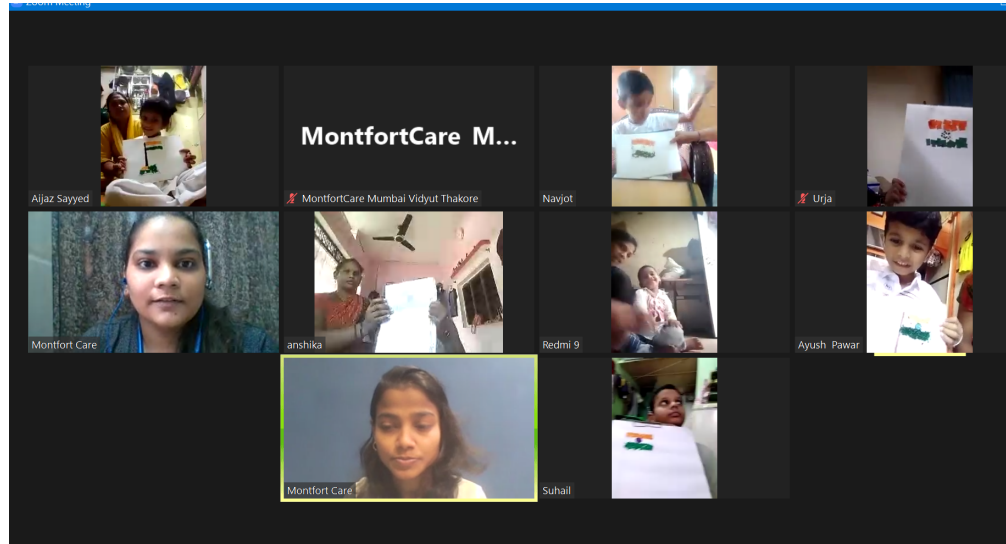 Zoom Meeting
MontfortCare M...
Aijaz Sayyed
MontfortCare Mumbai Vidyut Thakore
Navjot
Urja
Montfort Care
anshika
Redmi 9
Ayush Pawar
Montfort Care
Suhail